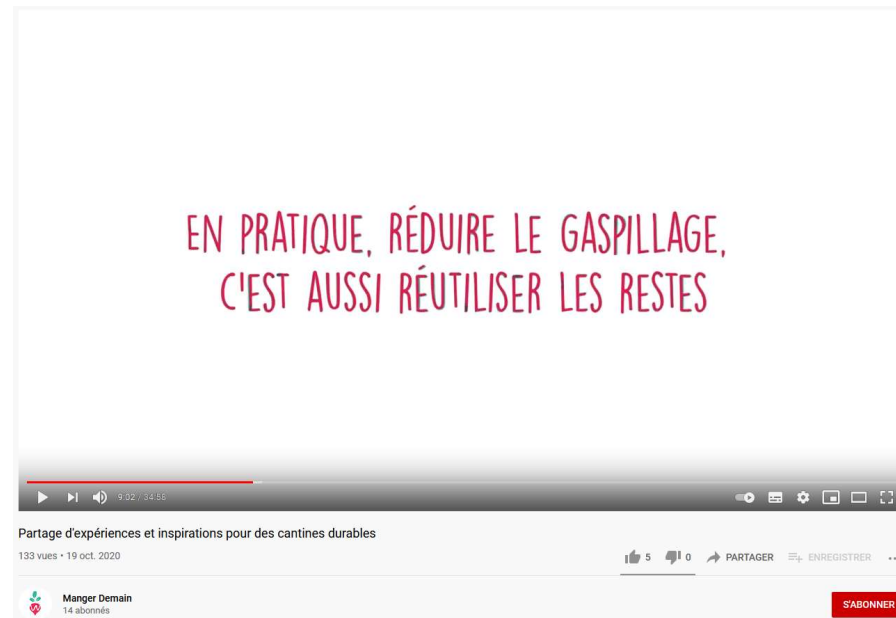 EN PRATIQUE, RÉDUIRE LE GASPILLAGE,
C'EST AUSSI RÉUTILISER LES RESTES
9:02 / 34:56
Partage d'expériences et inspirations pour des cantines durables
133 vues • 19 oct. 2020
5 0 PARTAGER ENREGISTRER
Manger Demain
14 abonnés
S'ABONNER